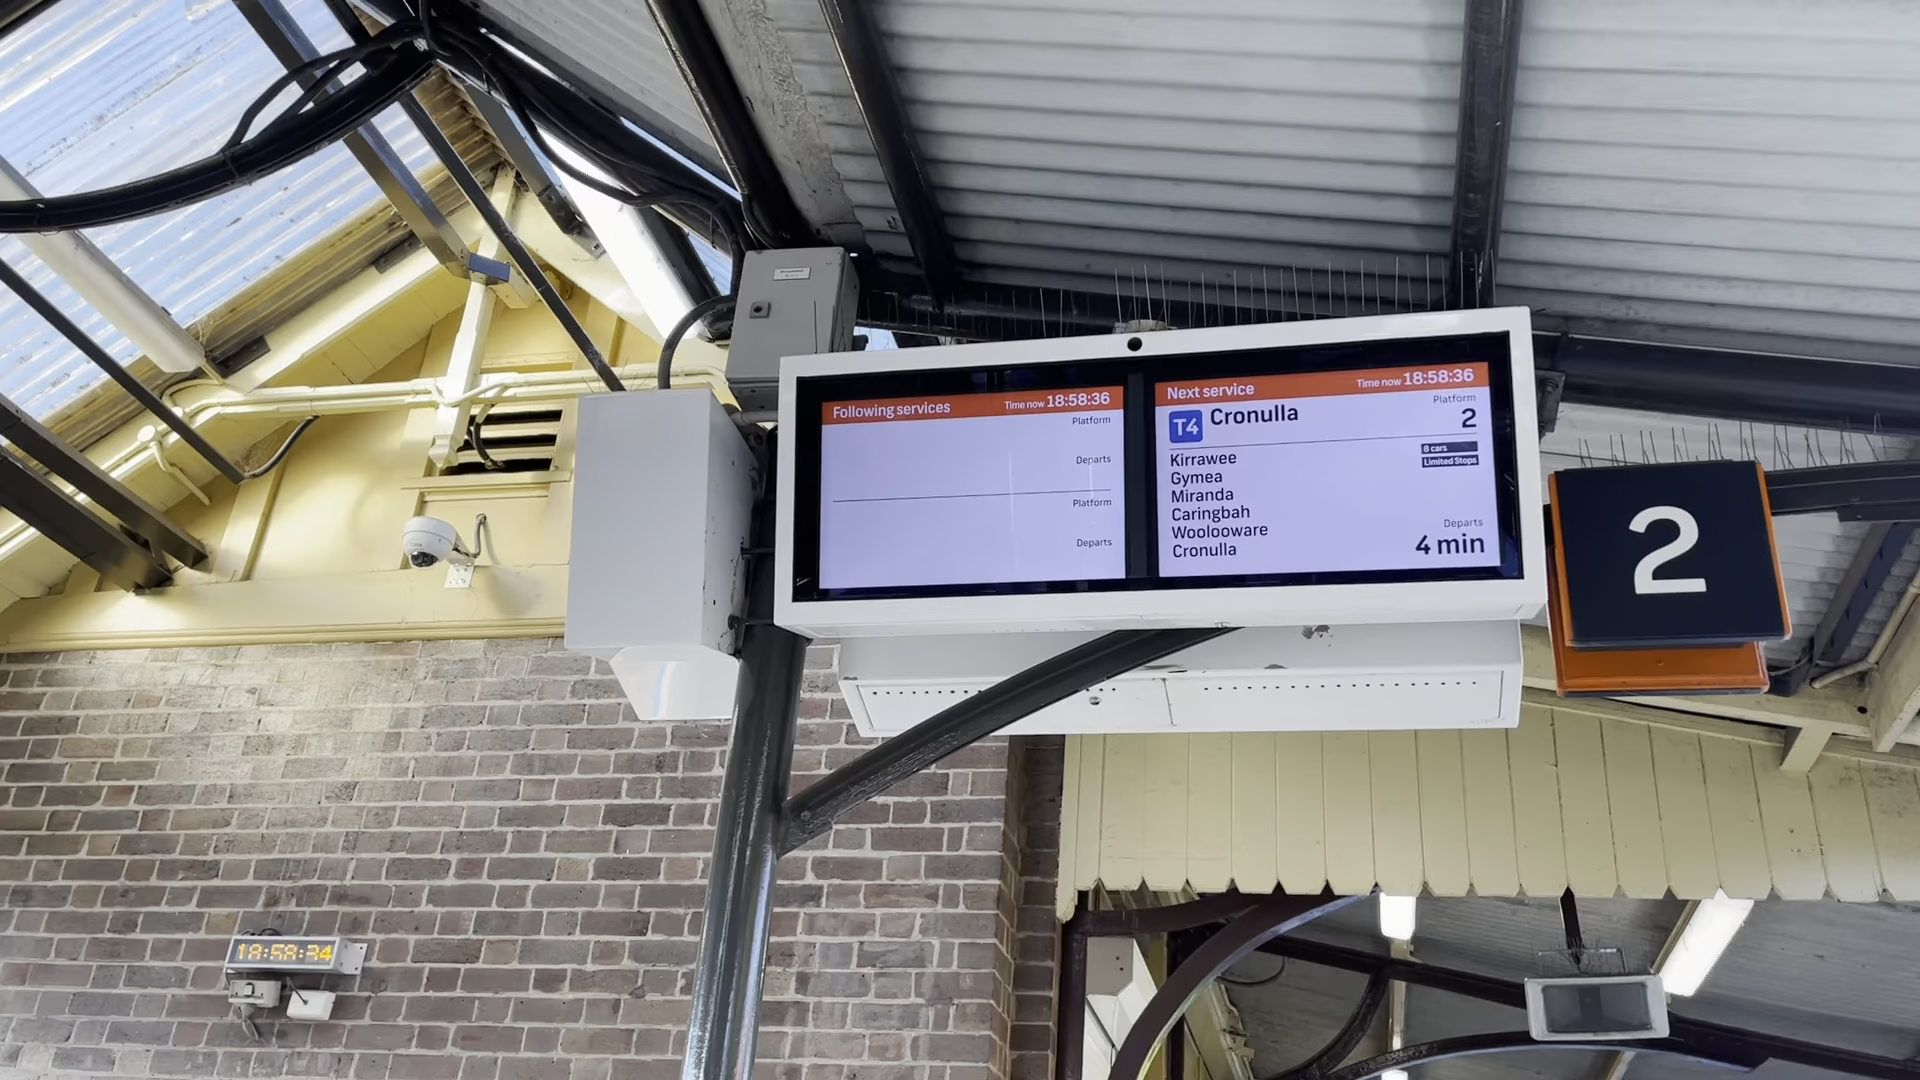 Following services
Time now 18:58:36
Platform
Departs
Platform
Departs
Next service
Time now 18:58:36
T4 Cronulla
Platform
2
Kirrawee
Gymea
Miranda
Caringbah
Woolooware
Cronulla
8 cars
Limited Stops
Departs
4 min
2
18:58:34